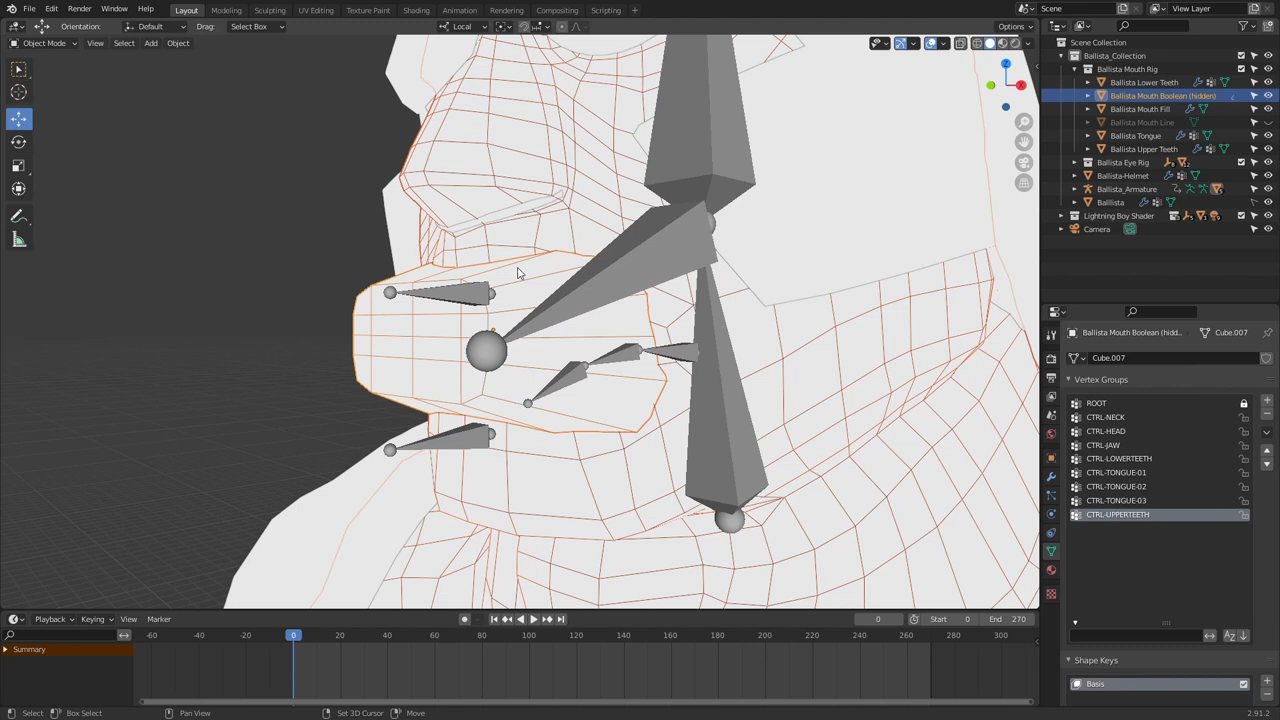 File Edit Render Window Help Layout Modeling Sculpting UV Editing Texture Paint Shading Animation Rendering Compositing Scripting + Scene View Layer
Orientation: Default Drag: Select Box Local Options
Object Mode View Select Add Object
Z
X
Scene Collection
Ballista_Collection
Ballista Mouth Rig
Ballista Lower Teeth
Ballista Mouth Boolean (hidden)
Ballista Mouth Fill
Ballista Mouth Line
Ballista Tongue
Ballista Upper Teeth
Ballista Eye Rig
Ballista-Helmet
Ballista_Armature
Lightning Boy Shader
Camera
Ballista Mouth Boolean (hidd... Cube.007
Cube.007
Vertex Groups
ROOT
CTRL-NECK
CTRL-HEAD
CTRL-JAW
CTRL-LOWERTEETH
CTRL-TONGUE-01
CTRL-TONGUE-02
CTRL-TONGUE-03
CTRL-UPPERTEETH
Shape Keys
Basis
Playback Keying View Marker 0 Start 0 End 270
-60 -40 -20 0 20 40 60 80 100 120 140 160 180 200 220 240 260 280 300
Summary
Select Box Select Pan View Set 3D Cursor Move 2.91.2